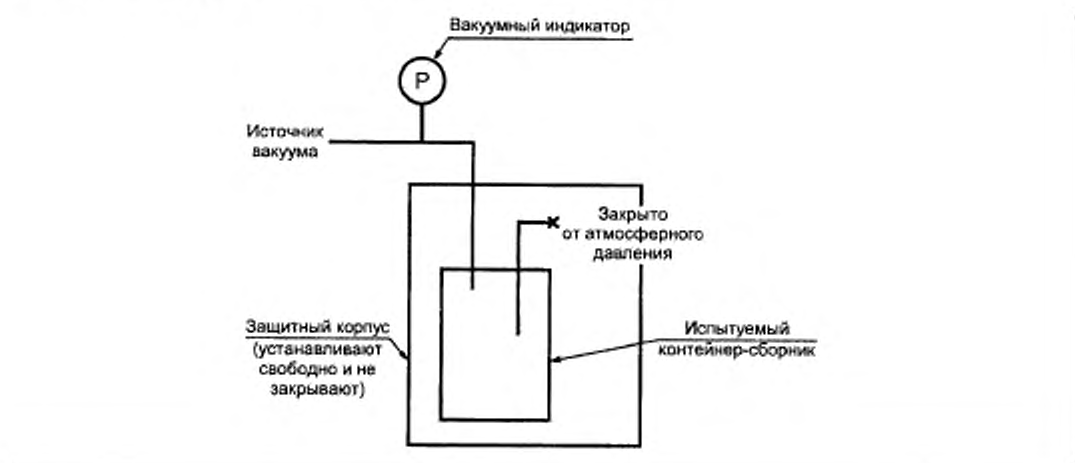 Вакуумный индикатор
P
Источник
вакуума
Закрыто
от атмосферного
давления
Защитный корпус
(устанавливают
свободно и не
закрывают)
Испытуемый
контейнер-сборник